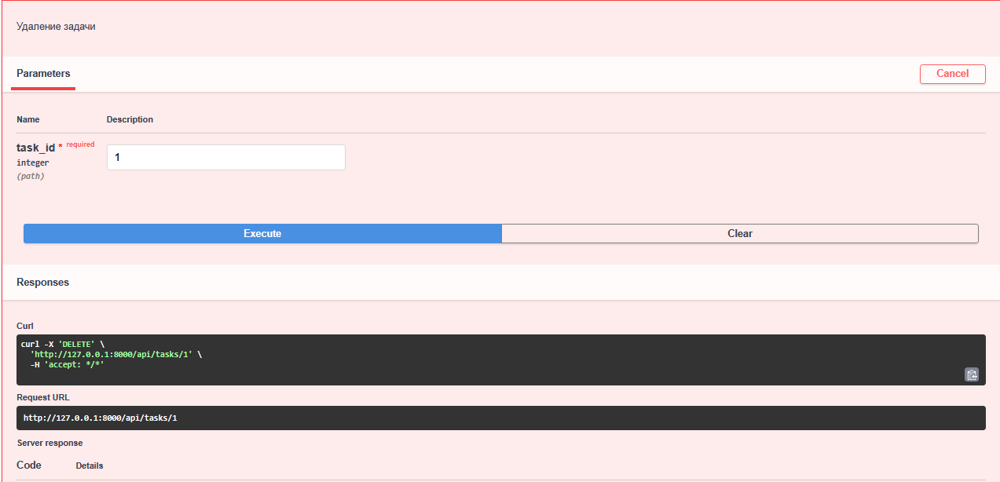 Удаление задачи
Parameters
Cancel
Name Description
task_id * required
integer
(path)
1
Execute Clear
Responses
Curl
curl -X 'DELETE' \
  'http://127.0.0.1:8000/api/tasks/1' \
  -H 'accept: */*'
Request URL
http://127.0.0.1:8000/api/tasks/1
Server response
Code Details